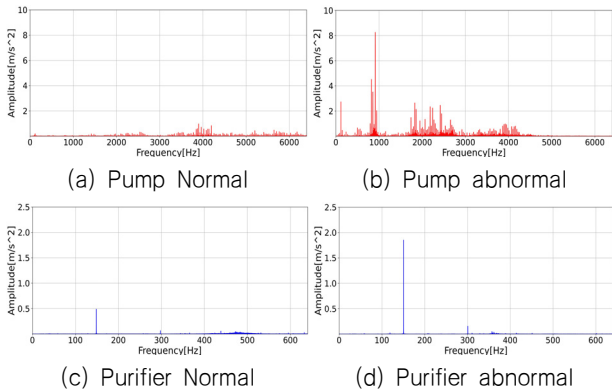 10
8
6
4
2
0
Amplitude[m/s^2]
0 1000 2000 3000 4000 5000 6000
Frequency[Hz]
(a) Pump Normal
10
8
6
4
2
0
Amplitude[m/s^2]
0 1000 2000 3000 4000 5000 6000
Frequency[Hz]
(b) Pump abnormal
2.5
2.0
1.5
1.0
0.5
Amplitude[m/s^2]
0 100 200 300 400 500 600
Frequency[Hz]
(c) Purifier Normal
2.5
2.0
1.5
1.0
0.5
Amplitude[m/s^2]
0 100 200 300 400 500 600
Frequency[Hz]
(d) Purifier abnormal